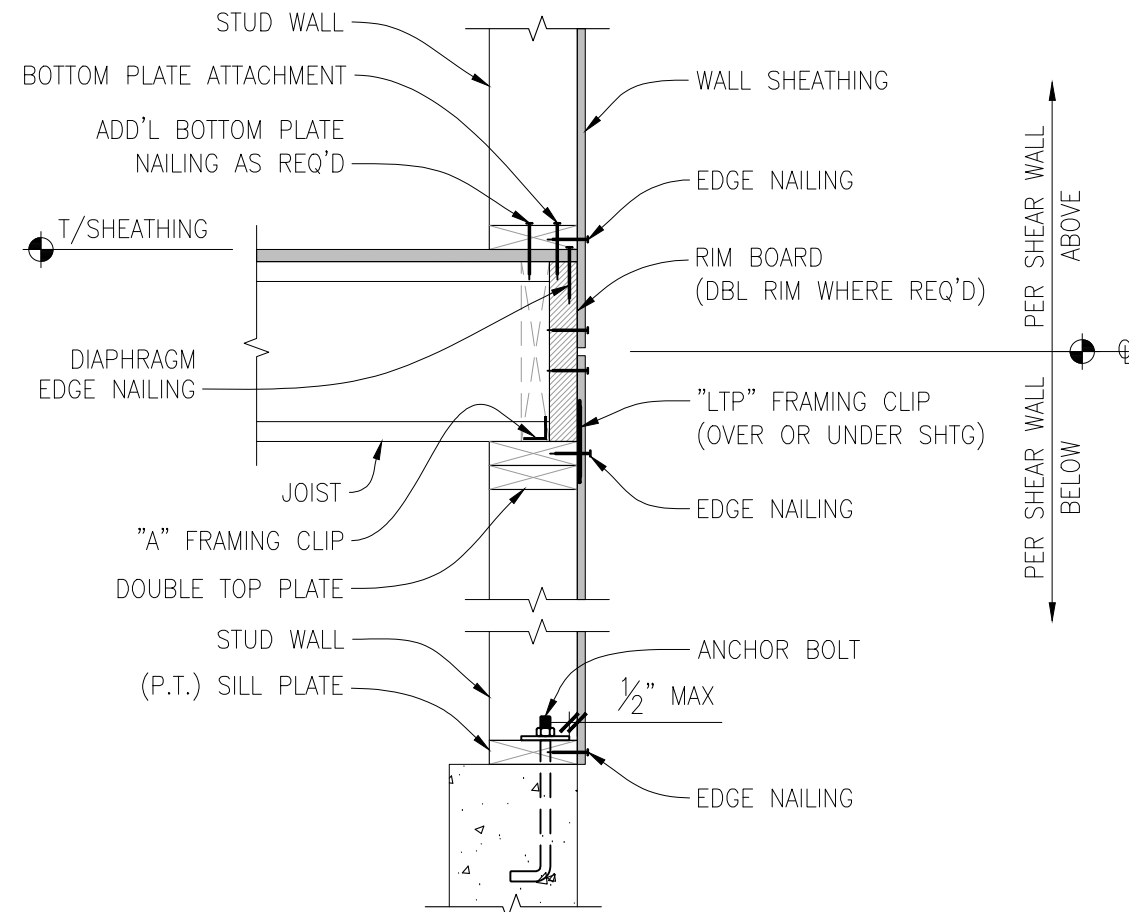 STUD WALL
BOTTOM PLATE ATTACHMENT
ADD'L BOTTOM PLATE
NAILING AS REQ'D
T/SHEATHING
DIAPHRAGM
EDGE NAILING
JOIST
"A" FRAMING CLIP
DOUBLE TOP PLATE
STUD WALL
(P.T.) SILL PLATE
WALL SHEATHING
EDGE NAILING
RIM BOARD
(DBL RIM WHERE REQ'D)
"LTP" FRAMING CLIP
(OVER OR UNDER SHTG)
EDGE NAILING
ANCHOR BOLT
1/2" MAX
EDGE NAILING
PER SHEAR WALL
ABOVE
PER SHEAR WALL
BELOW